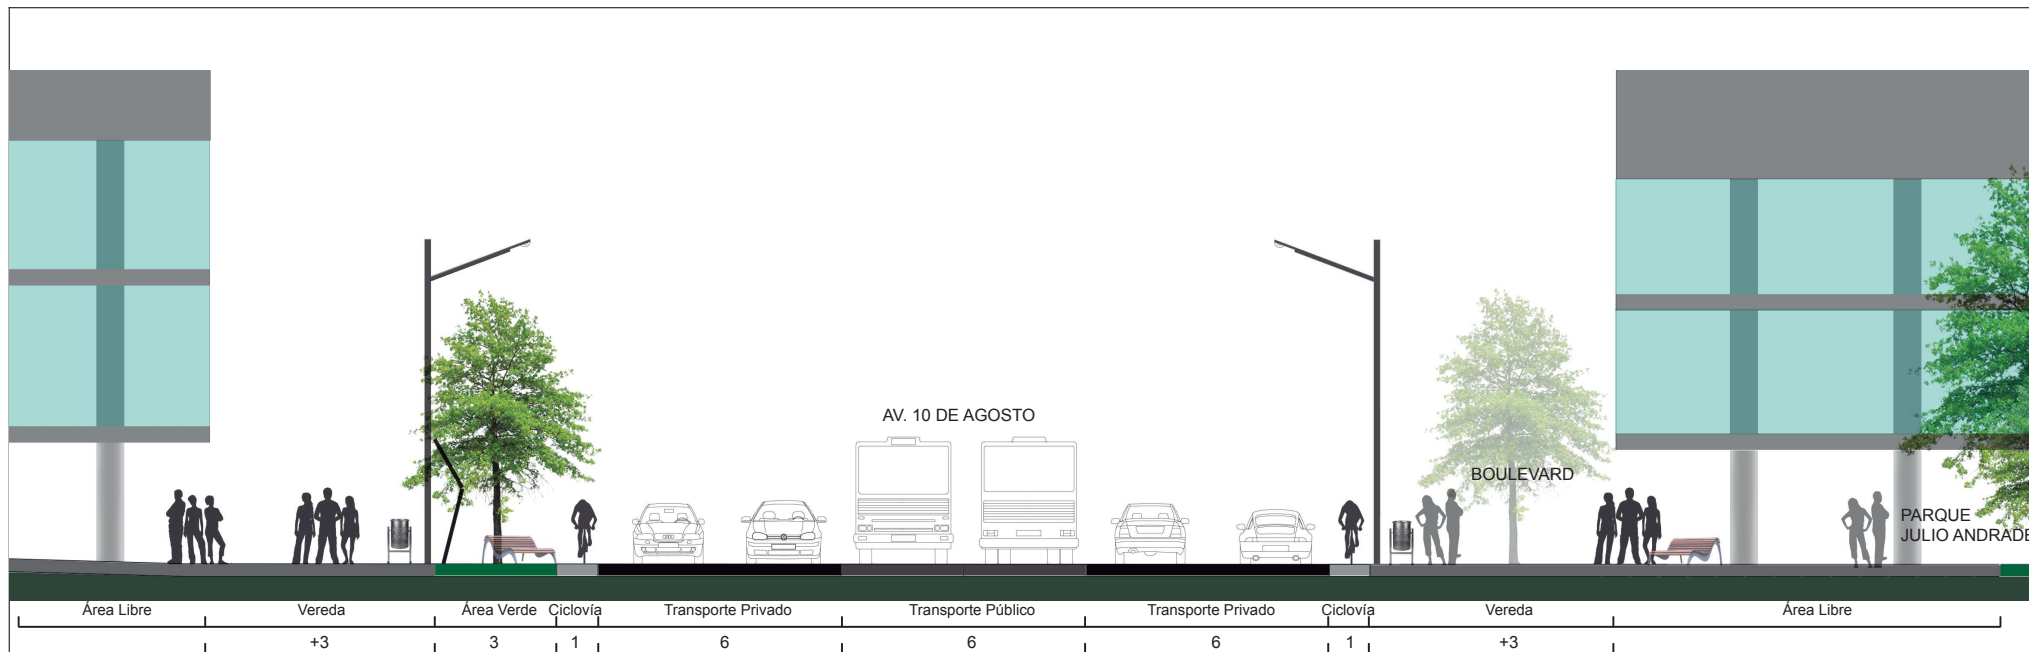 AV. 10 DE AGOSTO
BOULEVARD
PARQUE
JULIO ANDRADE
Área Libre Vereda Área Verde Ciclovía Transporte Privado Transporte Público Transporte Privado Ciclovía Vereda Área Libre
+3 3 1 6 6 6 1 +3